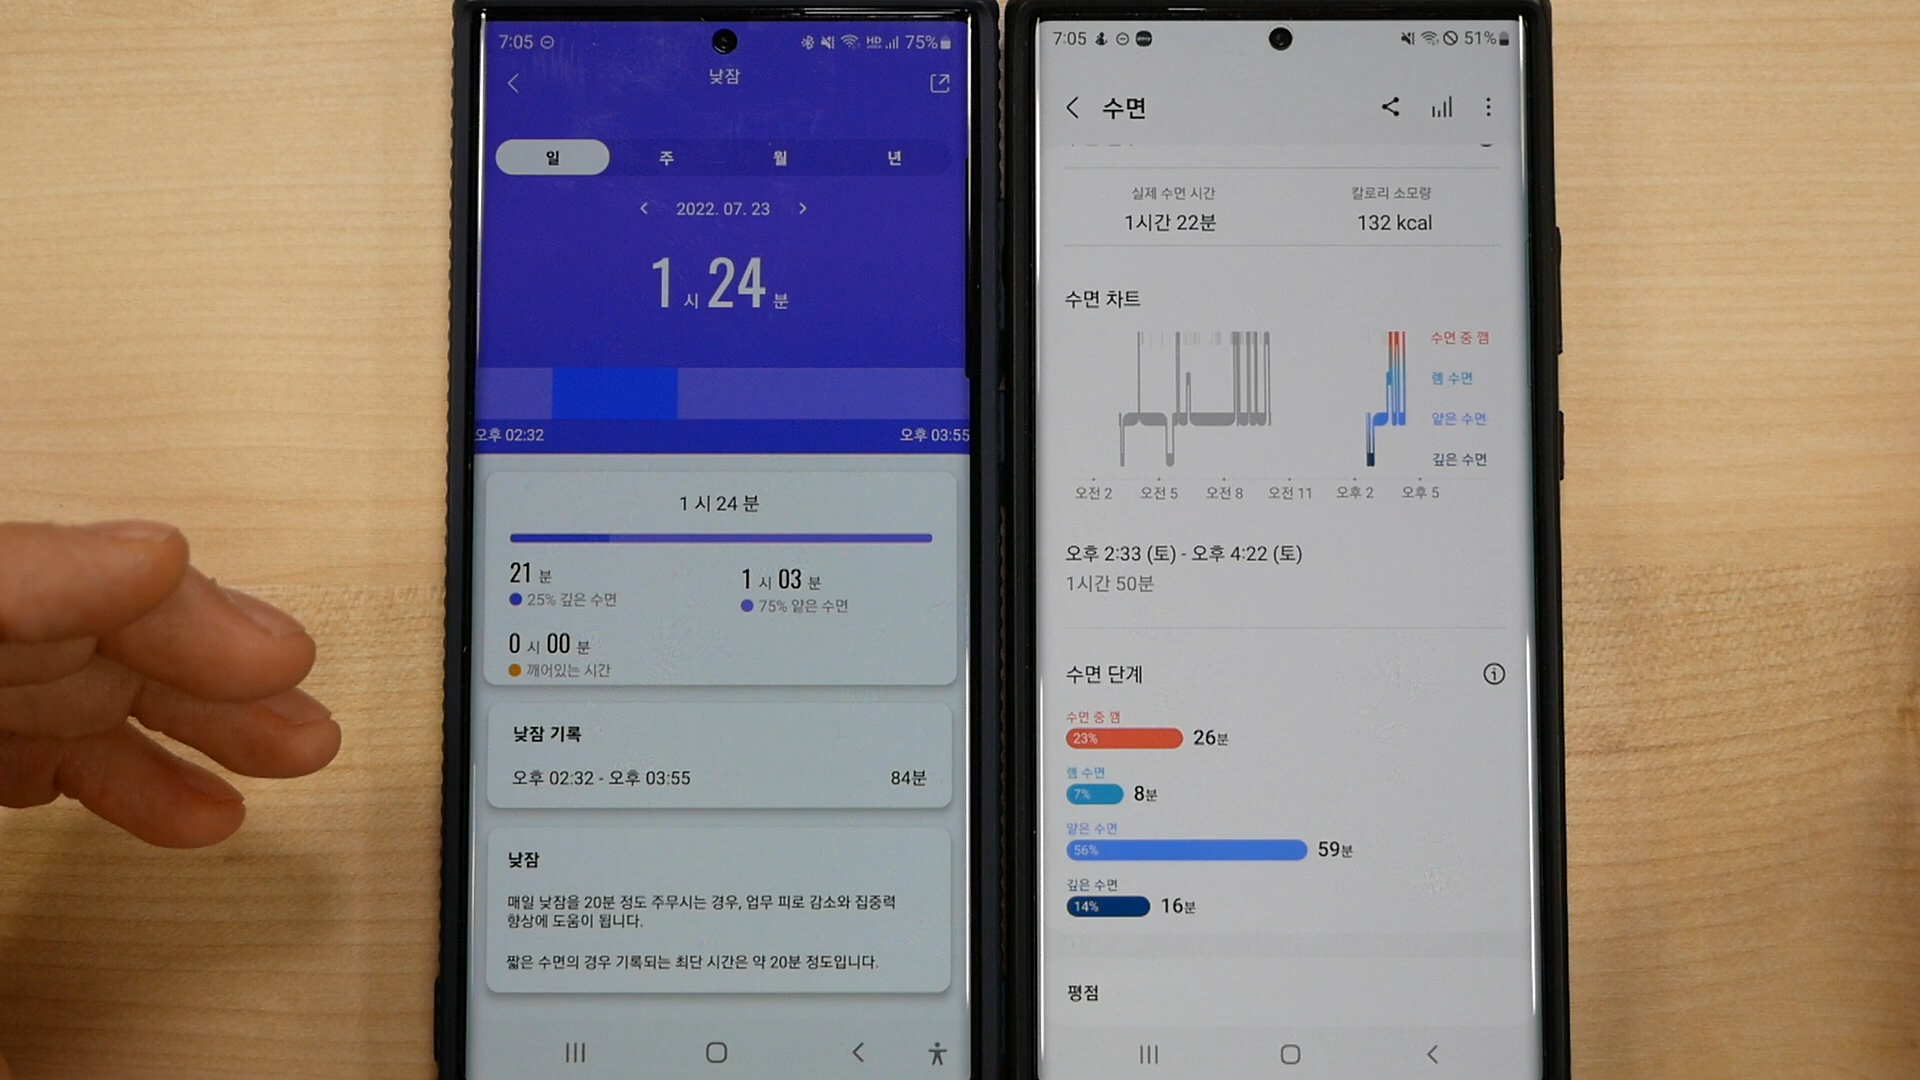 7:05
75%
낮잠
일 주 월 년
2022. 07. 23
1 시 24 분
오후 02:32 오후 03:55
1 시 24 분
21 분 1 시 03 분
25% 깊은 수면 75% 얕은 수면
0 시 00 분
깨어있는 시간
낮잠 기록
오후 02:32 - 오후 03:55 84분
낮잠
매일 낮잠을 20분 정도 주무시는 경우, 업무 피로 감소와 집중력
향상에 도움이 됩니다.
짧은 수면의 경우 기록되는 최단 시간은 약 20분 정도입니다.
7:05
51%
수면
실제 수면 시간 칼로리 소모량
1시간 22분 132 kcal
수면 차트
수면 중 깸
렘 수면
얕은 수면
깊은 수면
오전 2 오전 5 오전 8 오전 11 오후 2 오후 5
오후 2:33 (토) - 오후 4:22 (토)
1시간 50분
수면 단계
수면 중 깸
23% 26분
렘 수면
7% 8분
얕은 수면
56% 59분
깊은 수면
14% 16분
평점